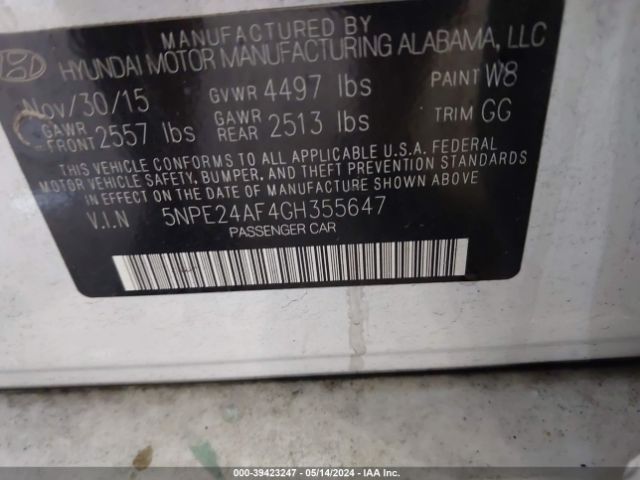 MANUFACTURED BY
HYUNDAI MOTOR MANUFACTURING ALABAMA, LLC
Nov/30/15 GVWR 4497 lbs PAINT W8
GAWR FRONT 2557 lbs GAWR REAR 2513 lbs TRIM GG
THIS VEHICLE CONFORMS TO ALL APPLICABLE U.S.A. FEDERAL
MOTOR VEHICLE SAFETY, BUMPER, AND THEFT PREVENTION STANDARDS
IN EFFECT ON THE DATE OF MANUFACTURE SHOWN ABOVE.
V.I.N 5NPE24AF4GH355647
PASSENGER CAR
000-39423247 - 05/14/2024 - IAA Inc.